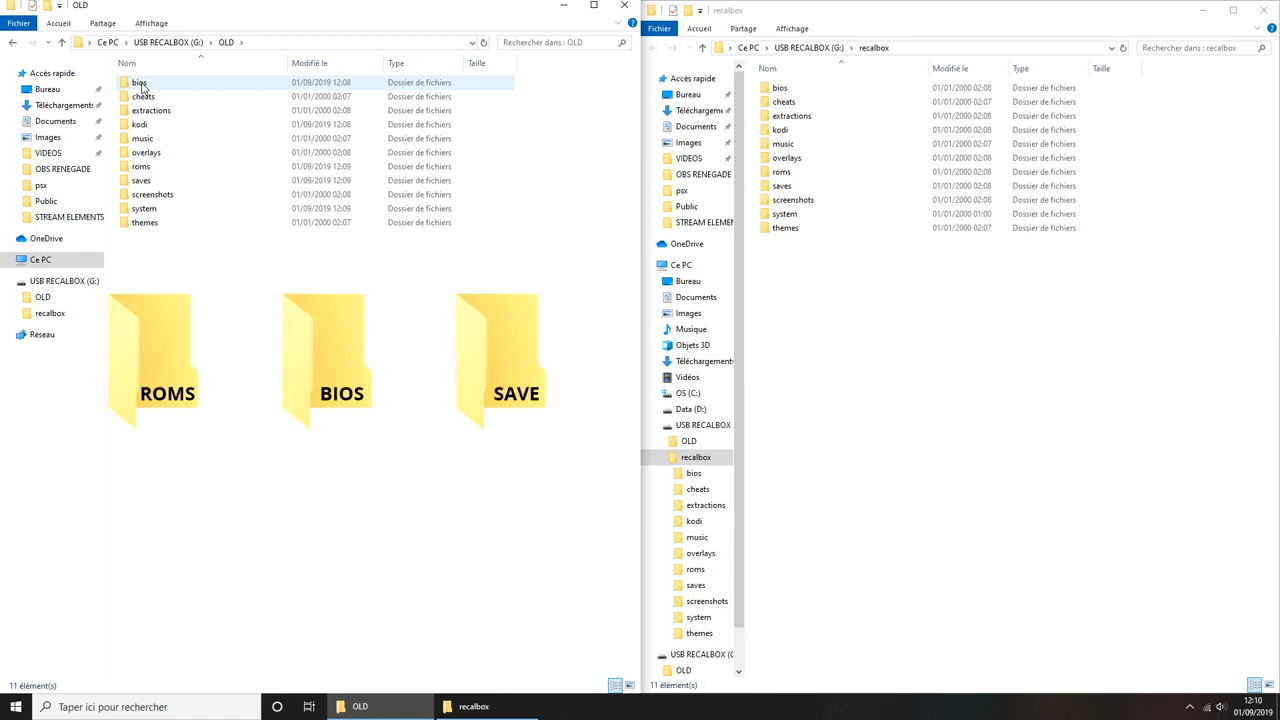 OLD
Fichier Accueil Partage Affichage
Ce PC > USB RECALBOX (G:) > OLD >
Rechercher dans : OLD
Nom Modifié le Type Taille
bios 01/09/2019 12:08 Dossier de fichiers
cheats 01/01/2000 02:07 Dossier de fichiers
extractions 01/01/2000 02:08 Dossier de fichiers
kodi 01/09/2019 12:08 Dossier de fichiers
music 01/01/2000 02:07 Dossier de fichiers
overlays 01/01/2000 02:08 Dossier de fichiers
roms 01/09/2019 12:09 Dossier de fichiers
saves 01/09/2019 12:09 Dossier de fichiers
screenshots 01/01/2000 02:08 Dossier de fichiers
system 01/09/2019 12:09 Dossier de fichiers
themes 01/01/2000 02:07 Dossier de fichiers
Accès rapide
Bureau
Téléchargements
Documents
Images
VIDEOS
OBS RENEGADE
psx
Public
STREAM ELEMENTS
OneDrive
Ce PC
USB RECALBOX (G:)
OLD
recalbox
Réseau
ROMS BIOS SAVE
11 élément(s)
recalbox
Fichier Accueil Partage Affichage
Ce PC > USB RECALBOX (G:) > recalbox
Rechercher dans : recalbox
Nom Modifié le Type Taille
bios 01/01/2000 02:08 Dossier de fichiers
cheats 01/01/2000 02:07 Dossier de fichiers
extractions 01/01/2000 02:08 Dossier de fichiers
kodi 01/01/2000 02:08 Dossier de fichiers
music 01/01/2000 02:07 Dossier de fichiers
overlays 01/01/2000 02:08 Dossier de fichiers
roms 01/01/2000 02:08 Dossier de fichiers
saves 01/01/2000 02:08 Dossier de fichiers
screenshots 01/01/2000 02:08 Dossier de fichiers
system 01/01/2000 01:00 Dossier de fichiers
themes 01/01/2000 02:07 Dossier de fichiers
Accès rapide
Bureau
Téléchargeme
Documents
Images
VIDEOS
OBS RENEGADE
psx
Public
STREAM ELEMEN
OneDrive
Ce PC
Bureau
Documents
Images
Musique
Objets 3D
Téléchargements
Vidéos
OS (C:)
Data (D:)
USB RECALBOX
OLD
recalbox
bios
cheats
extractions
kodi
music
overlays
roms
saves
screenshots
system
themes
USB RECALBOX (G
OLD
11 élément(s)
Taper ici pour rechercher
OLD
recalbox
12:10
01/09/2019